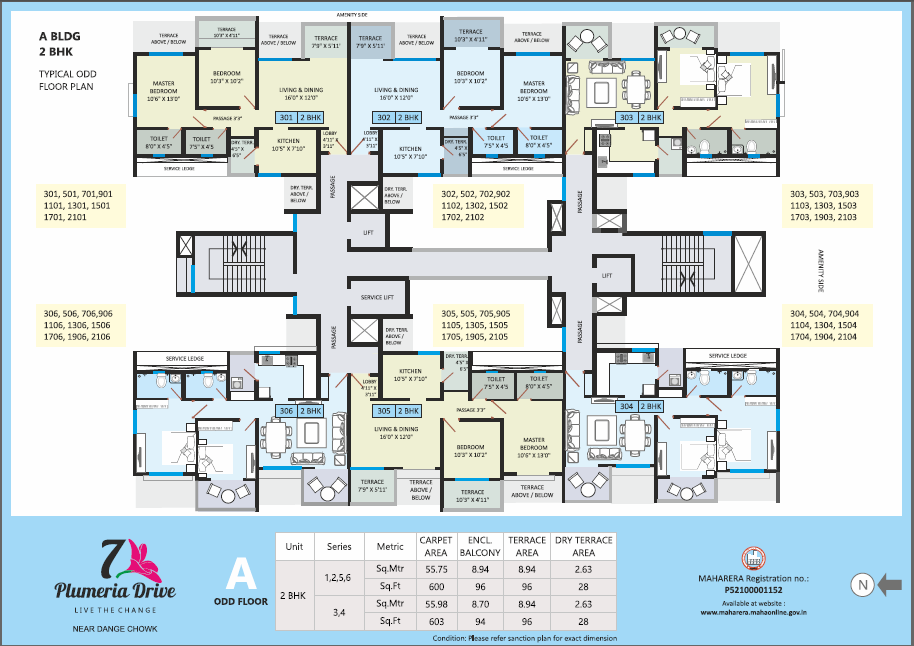 A BLDG
2 BHK
TYPICAL ODD
FLOOR PLAN
AMENITY SIDE
TERRACE
ABOVE / BELOW
TERRACE
10'3" X 4'11"
TERRACE
ABOVE / BELOW
TERRACE
7'9" X 5'11'
TERRACE
7'9" X 5'11'
TERRACE
ABOVE / BELOW
TERRACE
10'3" X 4'11"
TERRACE
ABOVE / BELOW
MASTER
BEDROOM
10'6" X 13'0"
BEDROOM
10'3" X 10'2"
LIVING & DINING
16'0" X 12'0"
LIVING & DINING
16'0" X 12'0"
BEDROOM
10'3" X 10'2"
MASTER
BEDROOM
10'6" X 13'0"
PASSAGE 3'3"
301 2 BHK
302 2 BHK
PASSAGE 3'3"
303 2 BHK
TOILET
8'0" X 4'5
TOILET
7'5" X 4'5
DRY. TERR.
4'5" X
6'5"
KITCHEN
10'5" X 7'10"
LOBBY
4'11" X
3'11"
LOBBY
4'11" X
3'11"
KITCHEN
10'5" X 7'10"
DRY. TERR.
4'5" X
6'5"
TOILET
7'5" X 4'5
TOILET
8'0" X 4'5
SERVICE LEDGE
SERVICE LEDGE
DRY. TERR.
ABOVE /
BELOW
PASSAGE
DRY. TERR.
ABOVE /
BELOW
PASSAGE
301, 501, 701,901
1101, 1301, 1501
1701, 2101
302, 502, 702,902
1102, 1302, 1502
1702, 2102
303, 503, 703,903
1103, 1303, 1503
1703, 1903, 2103
LIFT
LIFT
AMENITY SIDE
SERVICE LIFT
306, 506, 706,906
1106, 1306, 1506
1706, 1906, 2106
305, 505, 705,905
1105, 1305, 1505
1705, 1905, 2105
304, 504, 704,904
1104, 1304, 1504
1704, 1904, 2104
PASSAGE
DRY. TERR.
ABOVE /
BELOW
PASSAGE
SERVICE LEDGE
SERVICE LEDGE
KITCHEN
10'5" X 7'10"
DRY. TERR.
4'5" X
6'5"
LOBBY
4'11" X
3'11"
TOILET
7'5" X 4'5
TOILET
8'0" X 4'5"
306 2 BHK
305 2 BHK
PASSAGE 3'3"
304 2 BHK
LIVING & DINING
16'0" X 12'0"
BEDROOM
10'3" X 10'2"
MASTER
BEDROOM
10'6" X 13'0"
TERRACE
7'9" X 5'11'
TERRACE
ABOVE /
BELOW
TERRACE
10'3" X 4'11"
TERRACE
ABOVE / BELOW
7
Plumeria Drive
LIVE THE CHANGE
NEAR DANGE CHOWK
A
ODD FLOOR
Unit Series Metric CARPET AREA ENCL. BALCONY TERRACE AREA DRY TERRACE AREA
2 BHK 1,2,5,6 Sq.Mtr 55.75 8.94 8.94 2.63
Sq.Ft 600 96 96 28
3,4 Sq.Mtr 55.98 8.70 8.94 2.63
Sq.Ft 603 94 96 28
Condition: Please refer sanction plan for exact dimension
MAHARERA Registration no.:
P52100001152
Available at website :
www.maharera.mahaonline.gov.in
N